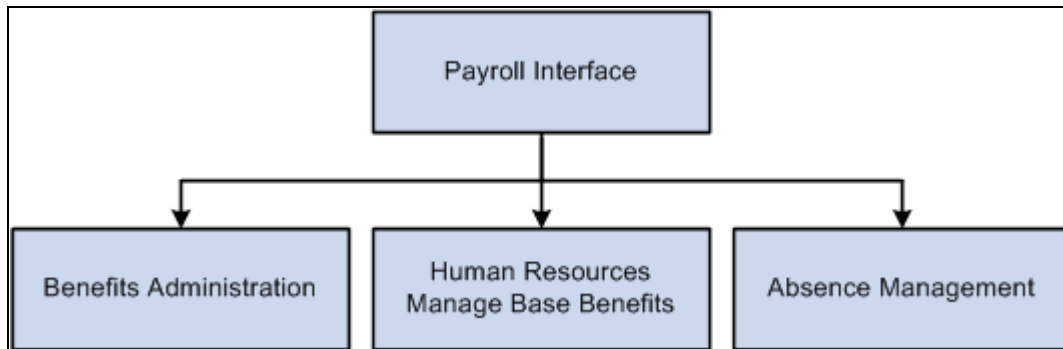 Payroll Interface
Benefits Administration
Human Resources
Manage Base Benefits
Absence Management